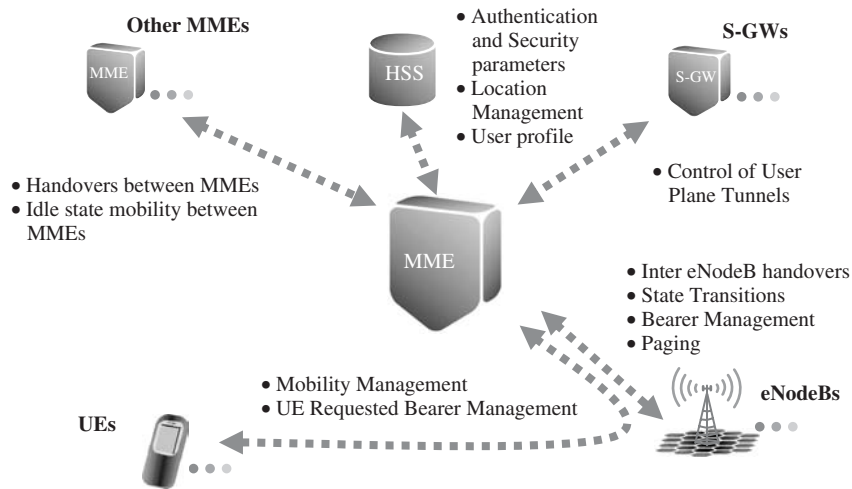 Other MMEs
MME
HSS
• Authentication
and Security
parameters
• Location
Management
• User profile
S-GWs
S-GW
• Handovers between MMEs
• Idle state mobility between
MMEs
• Control of User
Plane Tunnels
MME
• Inter eNodeB handovers
• State Transitions
• Bearer Management
• Paging
• Mobility Management
• UE Requested Bearer Management
UEs
eNodeBs